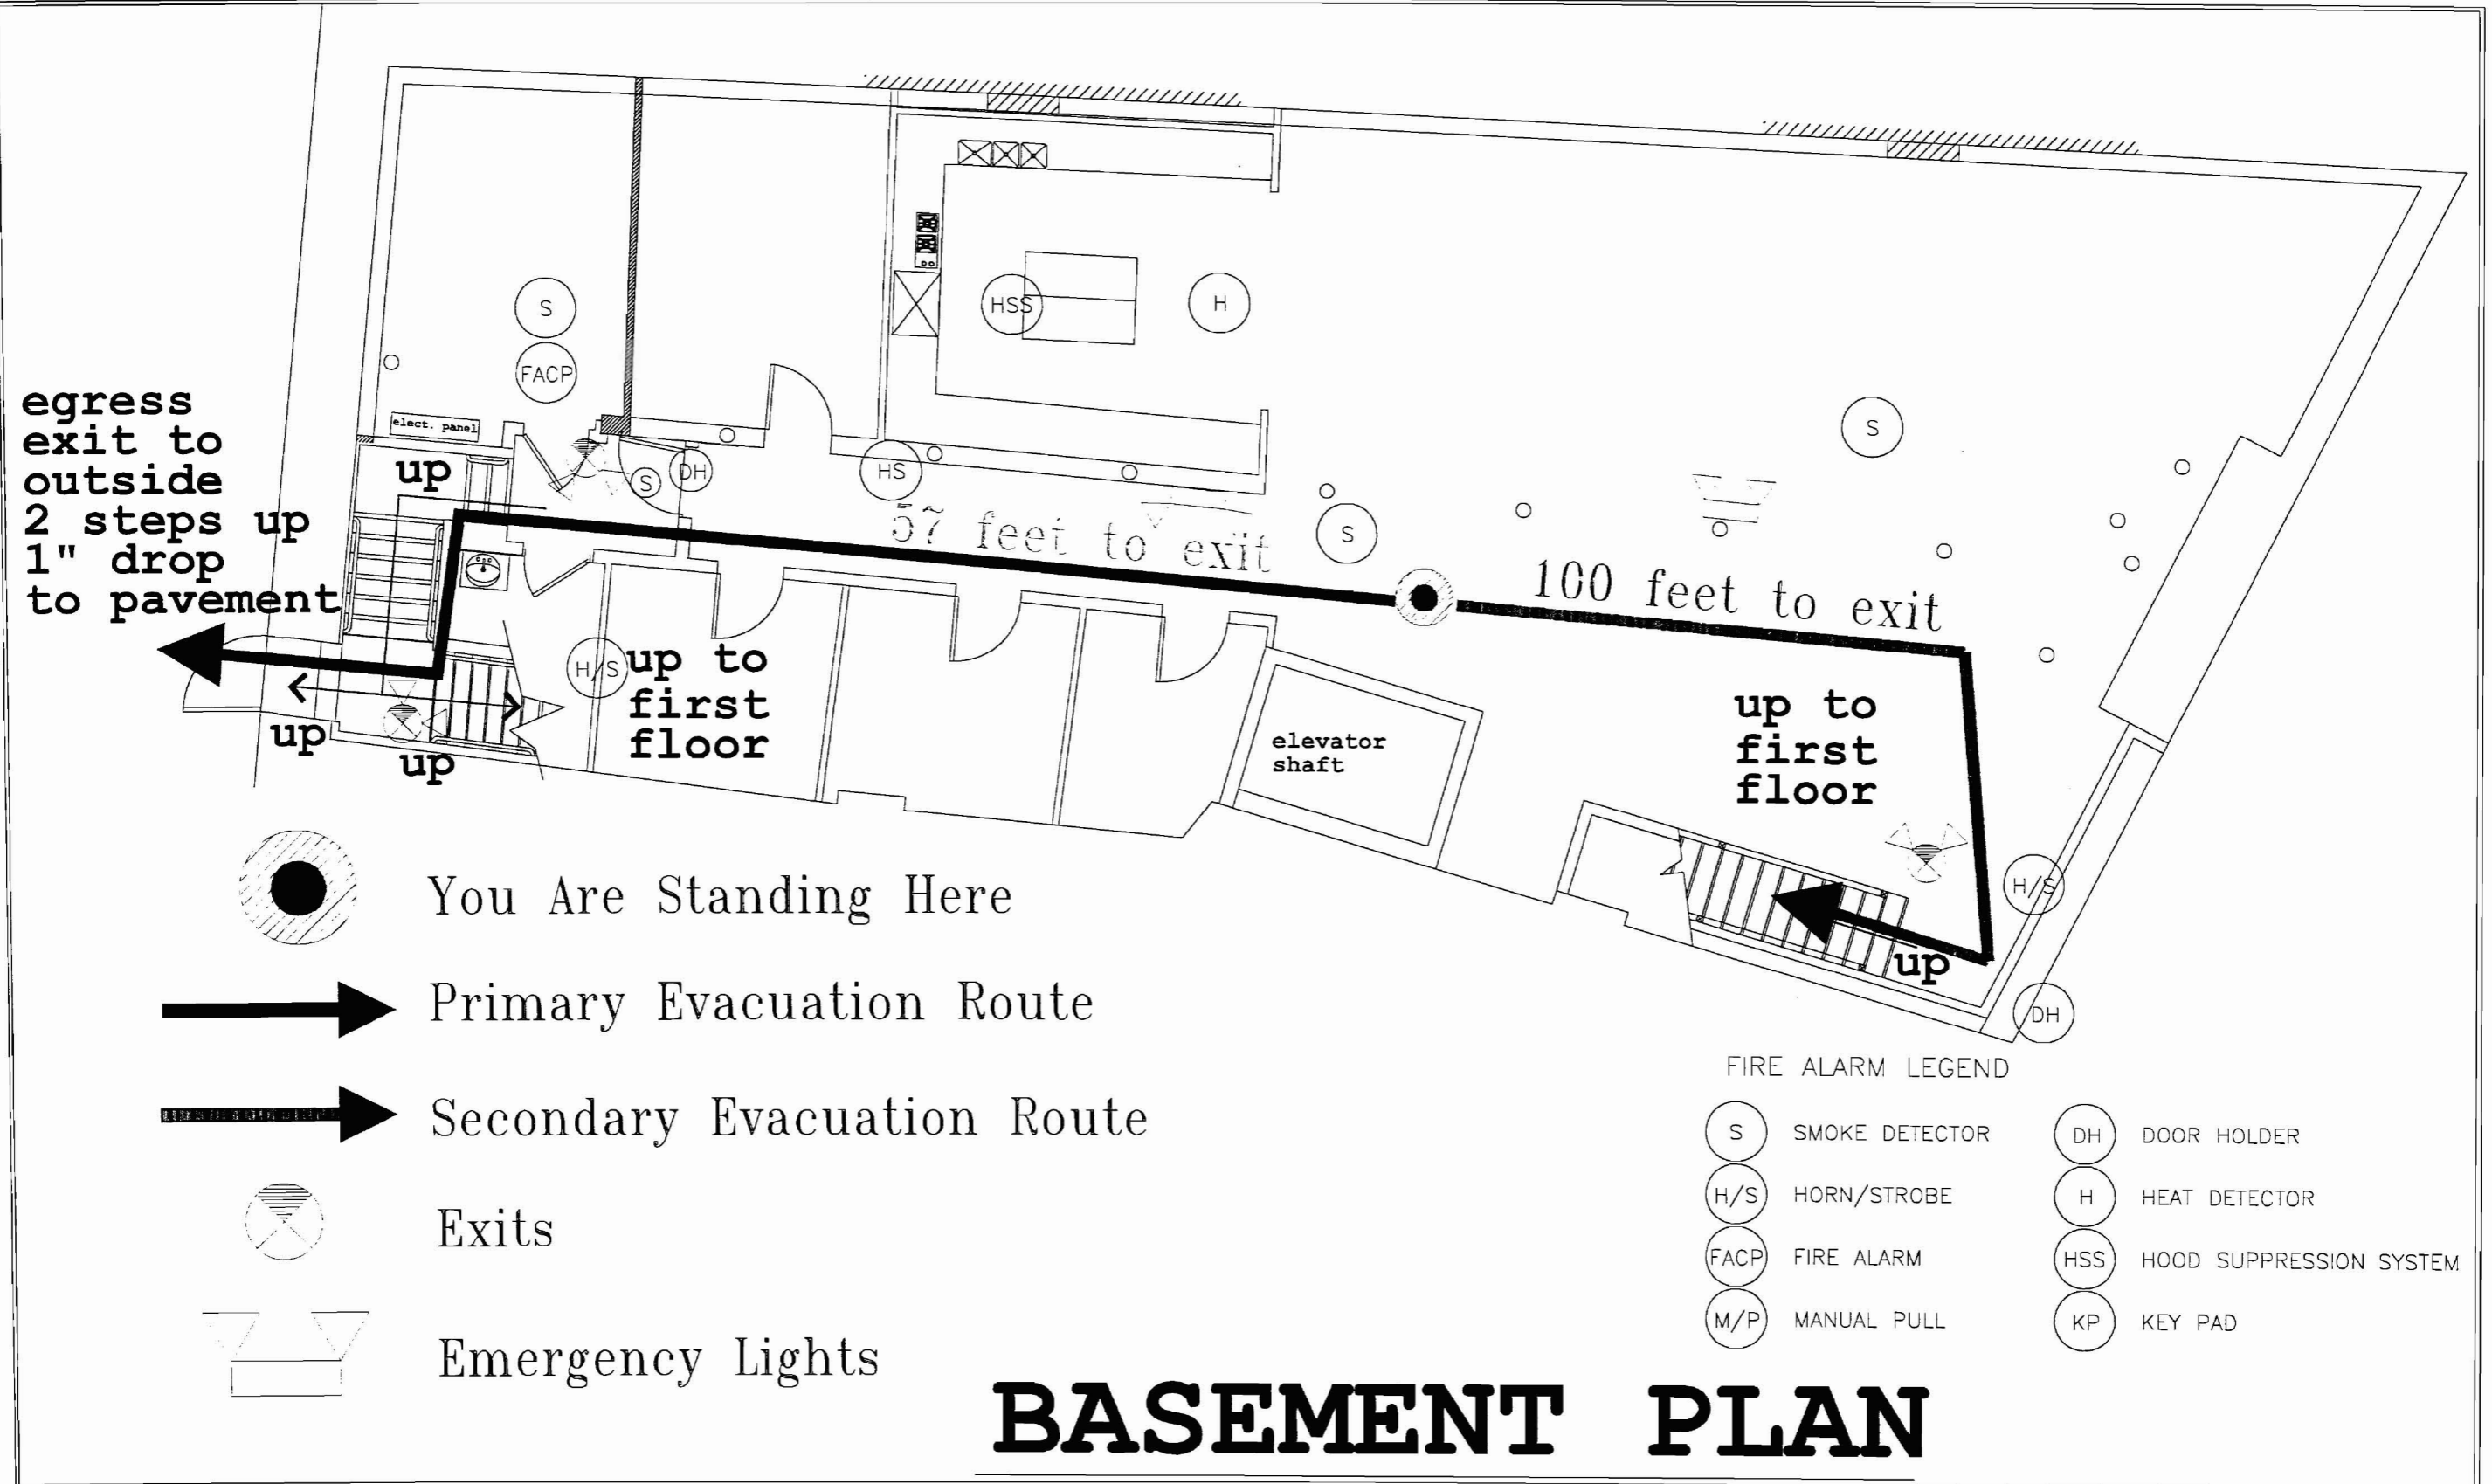 S
FACP
HSS
H
egress
exit to
outside
2 steps up
1" drop
to pavement
elect. panel
up
S
DH
HS
S
S
57 feet to exit
100 feet to exit
H/S
up to
first
floor
up
up
elevator
shaft
up to
first
floor
H/S
up
DH
You Are Standing Here
Primary Evacuation Route
Secondary Evacuation Route
Exits
Emergency Lights
FIRE ALARM LEGEND
S SMOKE DETECTOR
H/S HORN/STROBE
FACP FIRE ALARM
M/P MANUAL PULL
DH DOOR HOLDER
H HEAT DETECTOR
HSS HOOD SUPPRESSION SYSTEM
KP KEY PAD
BASEMENT PLAN